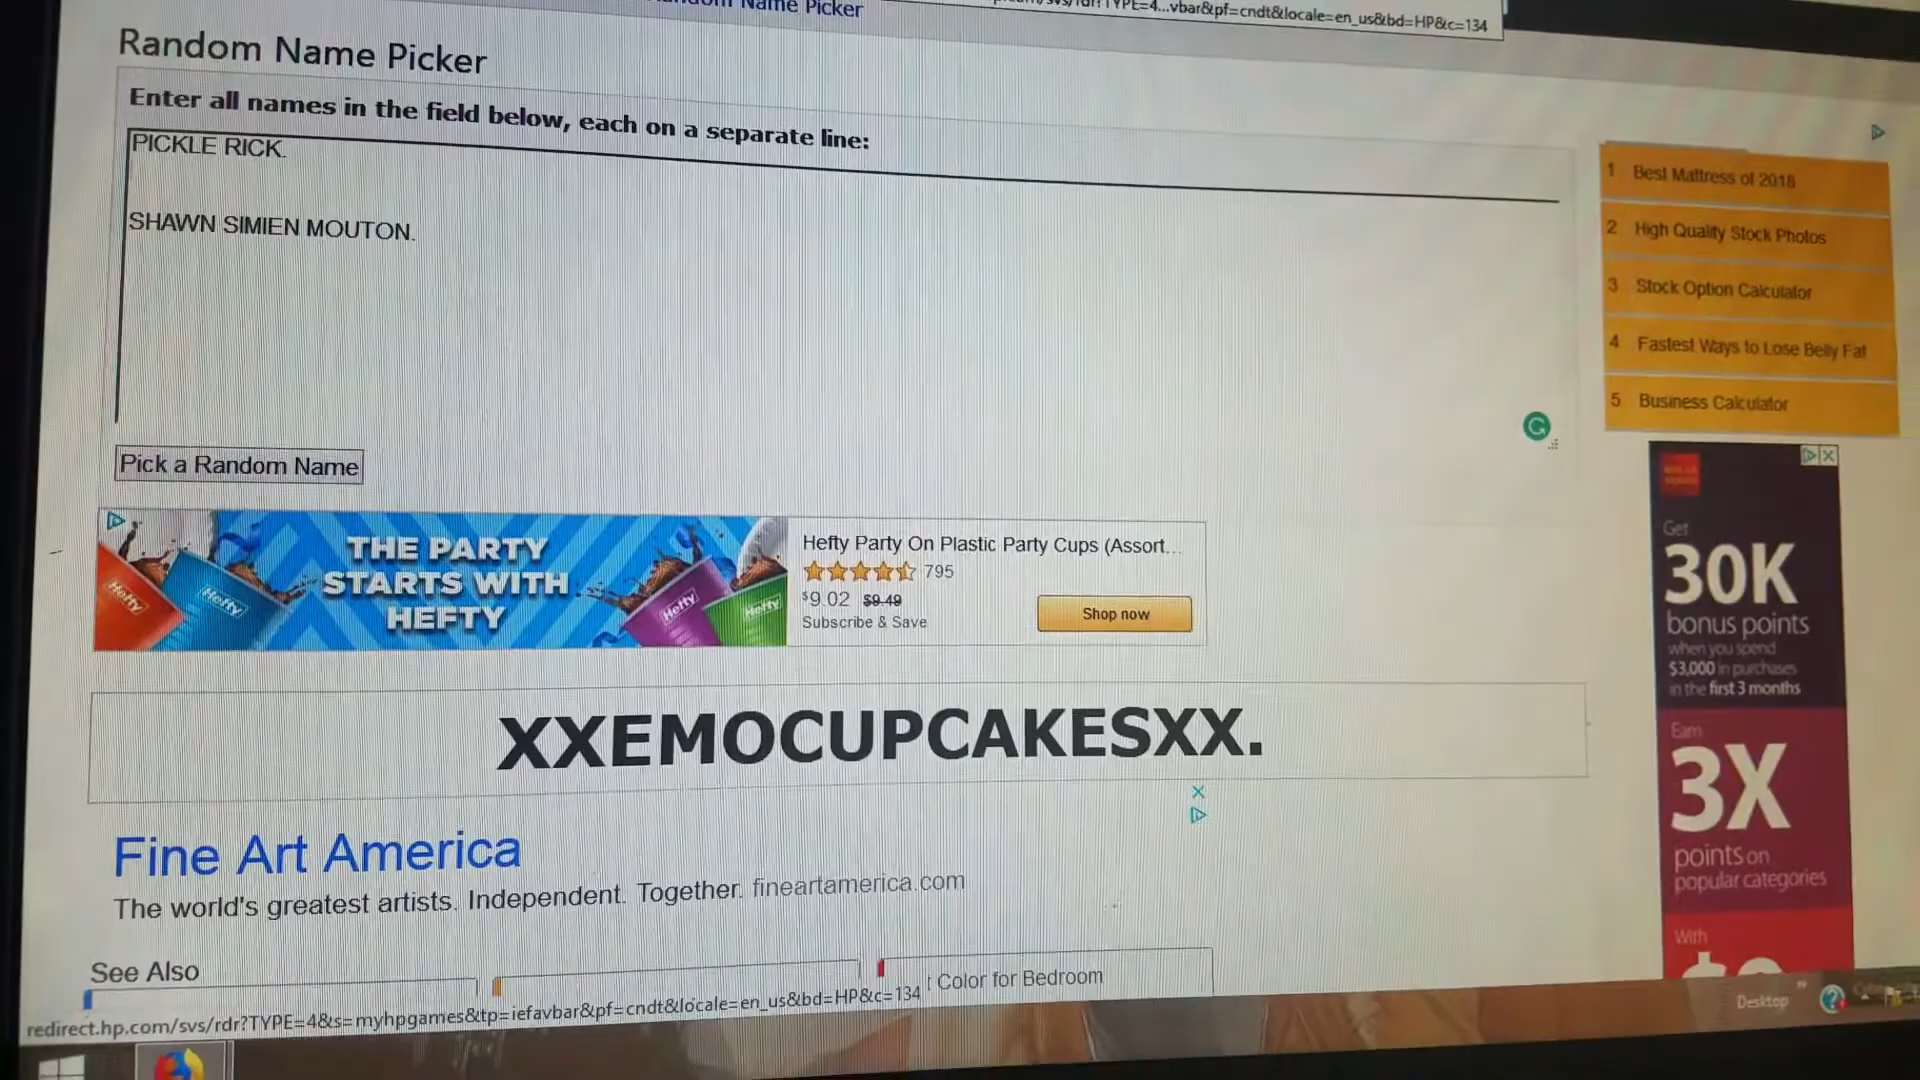 Name Picker
TYPE=4...vbar&pf=cndt&locale=en_us&bd=HP&c=134
Random Name Picker
Enter all names in the field below, each on a separate line:
PICKLE RICK.
SHAWN SIMIEN MOUTON.
Pick a Random Name
1 Best Mattress of 2018
2 High Quality Stock Photos
3 Stock Option Calculator
4 Fastest Ways to Lose Belly Fat
5 Business Calculator
THE PARTY
STARTS WITH
HEFTY
Hefty
Hefty
Hefty
Hefty
Hefty Party On Plastic Party Cups (Assort...
795
$9.02 $9.49
Subscribe & Save
Shop now
Get
30K
bonus points
when you spend
$3,000 in purchases
in the first 3 months
Earn
3X
points on
popular categories
With
XXEMOCUPCAKESXX.
Fine Art America
The world's greatest artists. Independent. Together. fineartamerica.com
See Also
t Color for Bedroom
redirect.hp.com/svs/rdr?TYPE=4&s=myhpgames&tp=iefavbar&pf=cndt&locale=en_us&bd=HP&c=134
Desktop